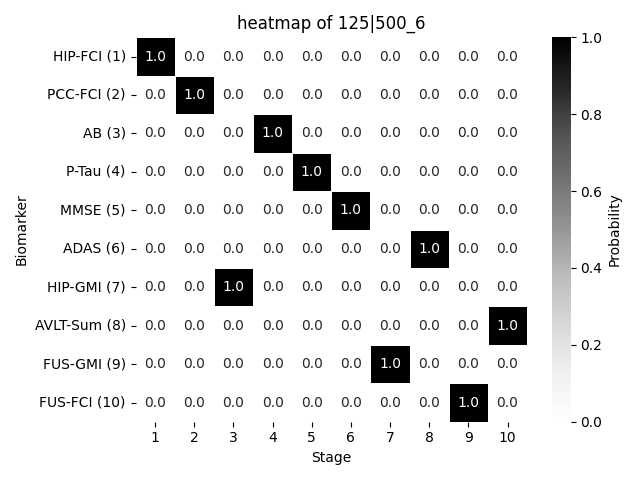 heatmap of 125|500_6
Biomarker
HIP-FCI (1) 1.0 0.0 0.0 0.0 0.0 0.0 0.0 0.0 0.0 0.0
PCC-FCI (2) 0.0 1.0 0.0 0.0 0.0 0.0 0.0 0.0 0.0 0.0
AB (3) 0.0 0.0 0.0 1.0 0.0 0.0 0.0 0.0 0.0 0.0
P-Tau (4) 0.0 0.0 0.0 0.0 1.0 0.0 0.0 0.0 0.0 0.0
MMSE (5) 0.0 0.0 0.0 0.0 0.0 1.0 0.0 0.0 0.0 0.0
ADAS (6) 0.0 0.0 0.0 0.0 0.0 0.0 0.0 1.0 0.0 0.0
HIP-GMI (7) 0.0 0.0 1.0 0.0 0.0 0.0 0.0 0.0 0.0 0.0
AVLT-Sum (8) 0.0 0.0 0.0 0.0 0.0 0.0 0.0 0.0 0.0 1.0
FUS-GMI (9) 0.0 0.0 0.0 0.0 0.0 0.0 1.0 0.0 0.0 0.0
FUS-FCI (10) 0.0 0.0 0.0 0.0 0.0 0.0 0.0 0.0 1.0 0.0
1 2 3 4 5 6 7 8 9 10
Stage
1.0
0.8
0.6
0.4
0.2
0.0
Probability